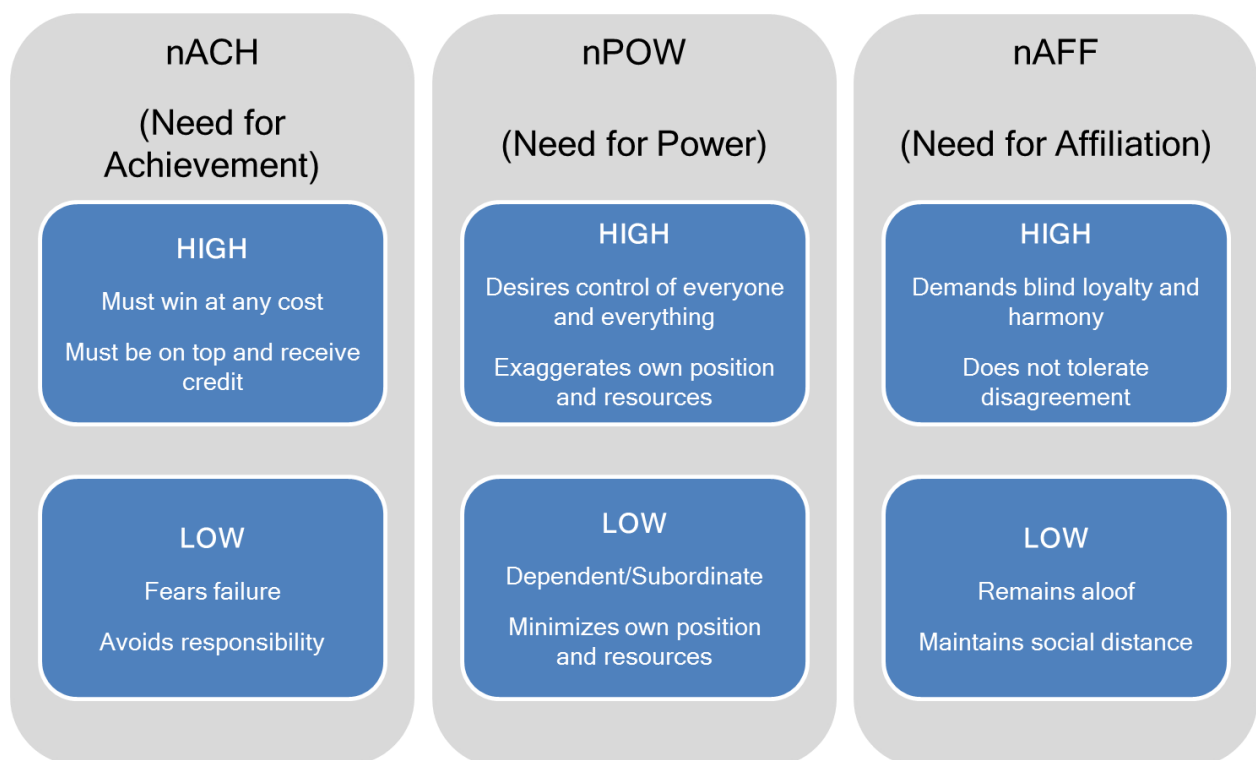 nACH
(Need for
Achievement)
HIGH
Must win at any cost
Must be on top and receive
credit
LOW
Fears failure
Avoids responsibility
nPOW
(Need for Power)
HIGH
Desires control of everyone
and everything
Exaggerates own position
and resources
LOW
Dependent/Subordinate
Minimizes own position
and resources
nAFF
(Need for Affiliation)
HIGH
Demands blind loyalty and
harmony
Does not tolerate
disagreement
LOW
Remains aloof
Maintains social distance